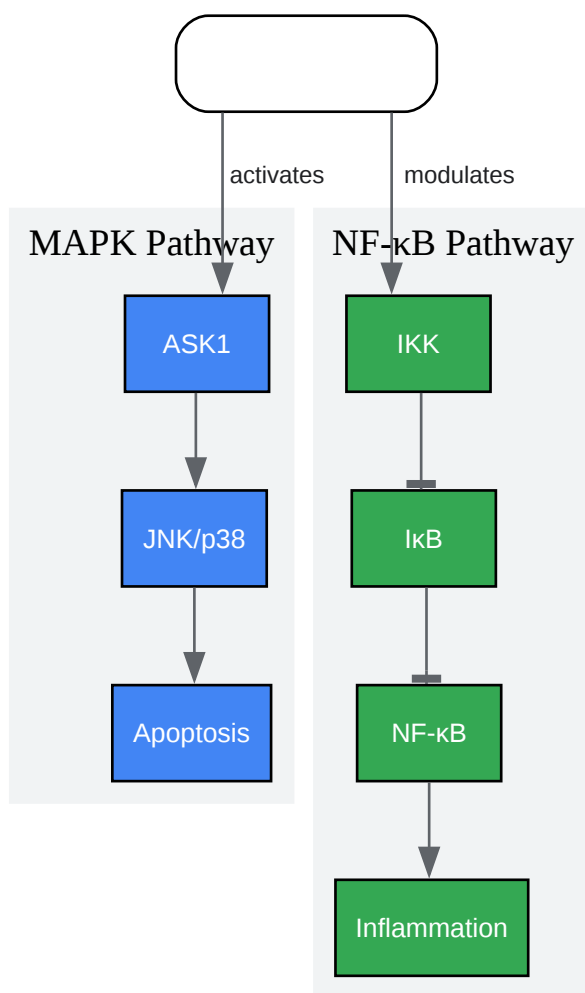 activates
modulates
MAPK Pathway
NF-κB Pathway
ASK1
IKK
JNK/p38
IκB
Apoptosis
NF-κB
Inflammation